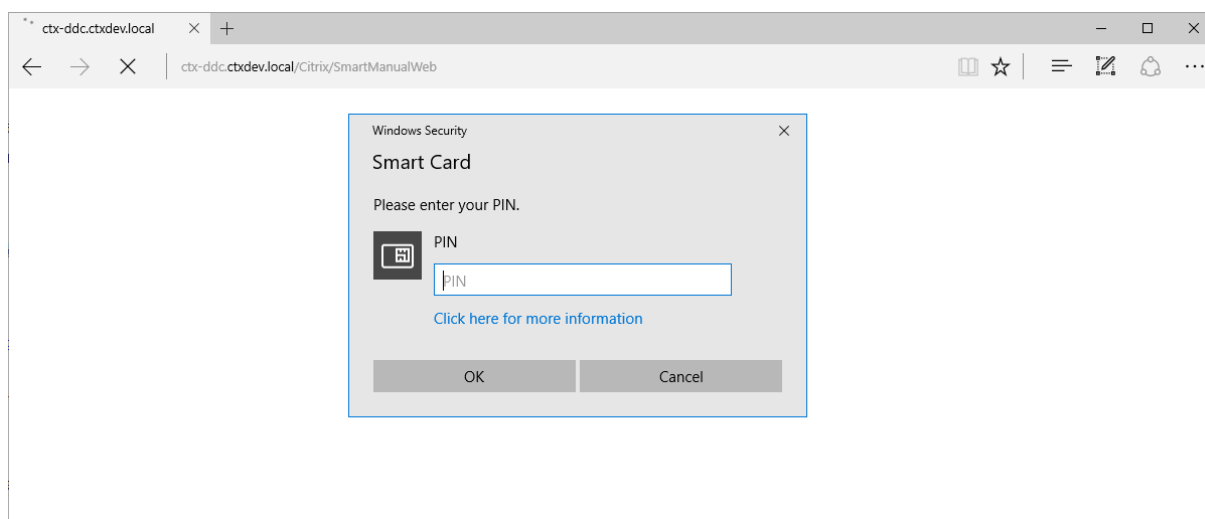 ctx-ddc.ctxdev.local
ctx-ddc.ctxdev.local/Citrix/SmartManualWeb
Windows Security
Smart Card
Please enter your PIN.
PIN
PIN
Click here for more information
OK Cancel